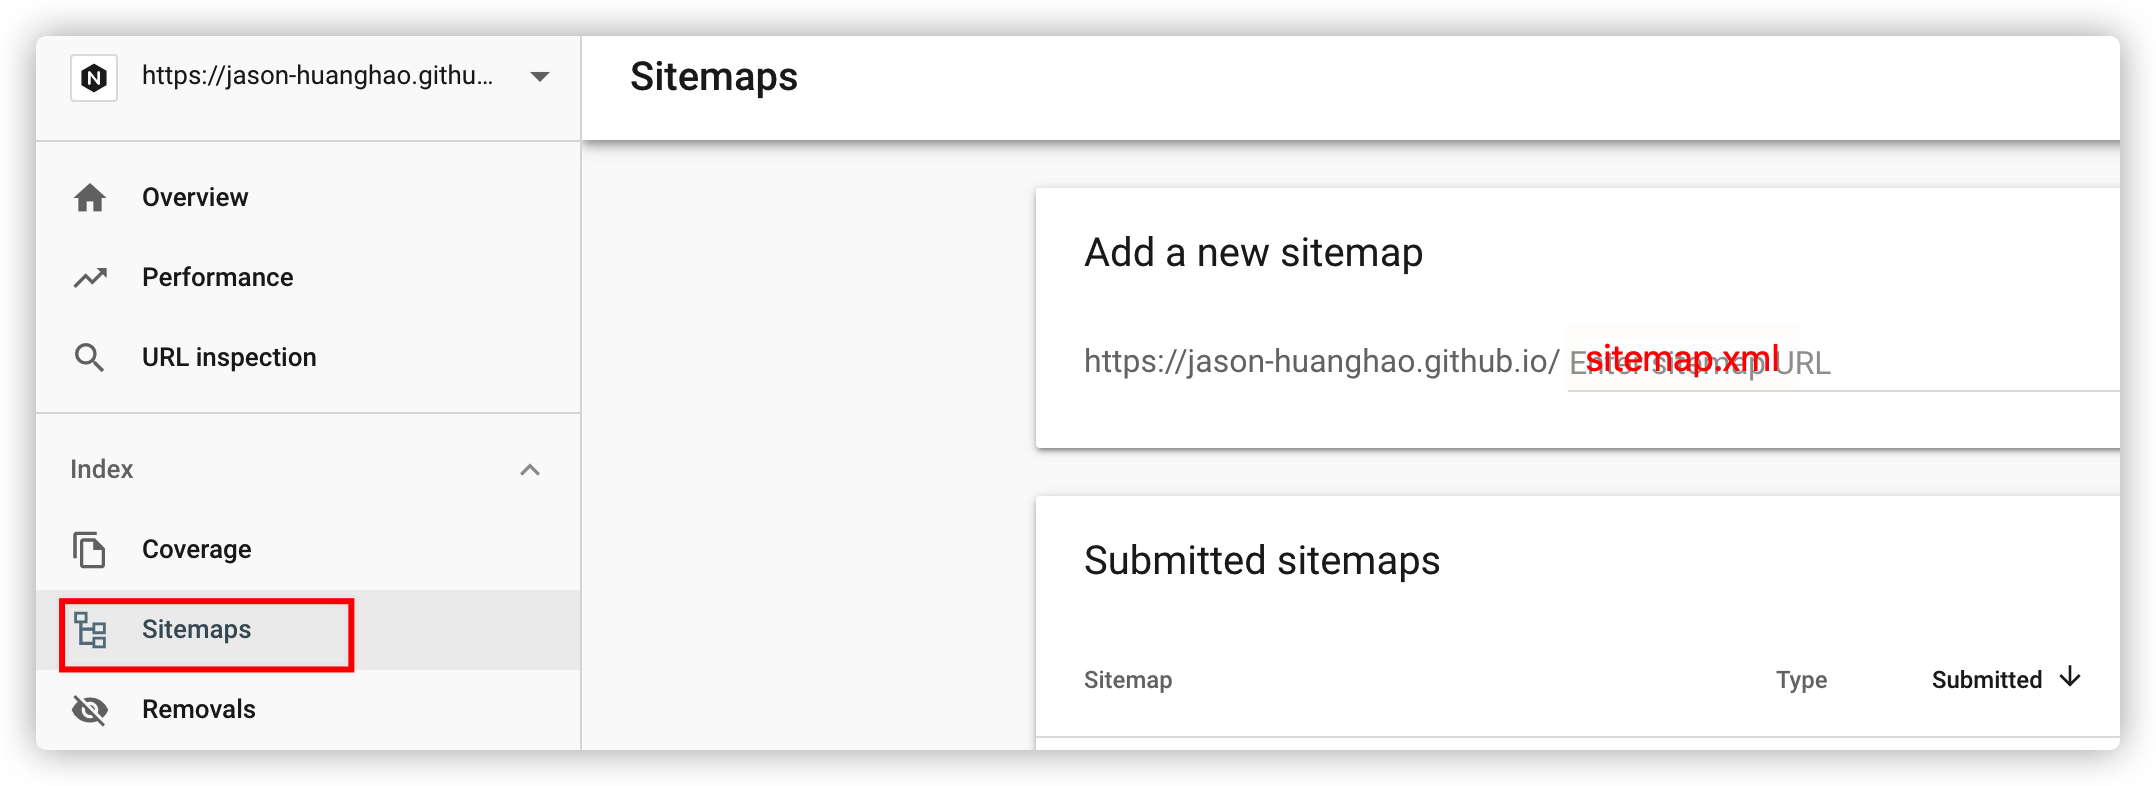 N
https://jason-huanghao.githu...
Sitemaps
Overview
Performance
URL inspection
Index
Coverage
Sitemaps
Removals
Add a new sitemap
https://jason-huanghao.github.io/ Enter sitemap URL
sitemap.xml
Submitted sitemaps
Sitemap Type Submitted